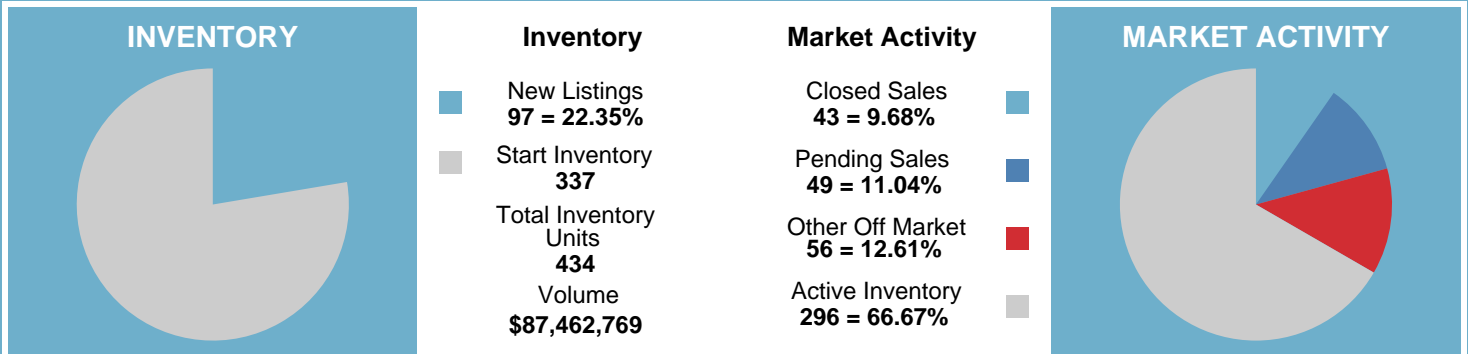 INVENTORY
Inventory
New Listings
97 = 22.35%
Start Inventory
337
Total Inventory
Units
434
Volume
$87,462,769
Market Activity
Closed Sales
43 = 9.68%
Pending Sales
49 = 11.04%
Other Off Market
56 = 12.61%
Active Inventory
296 = 66.67%
MARKET ACTIVITY